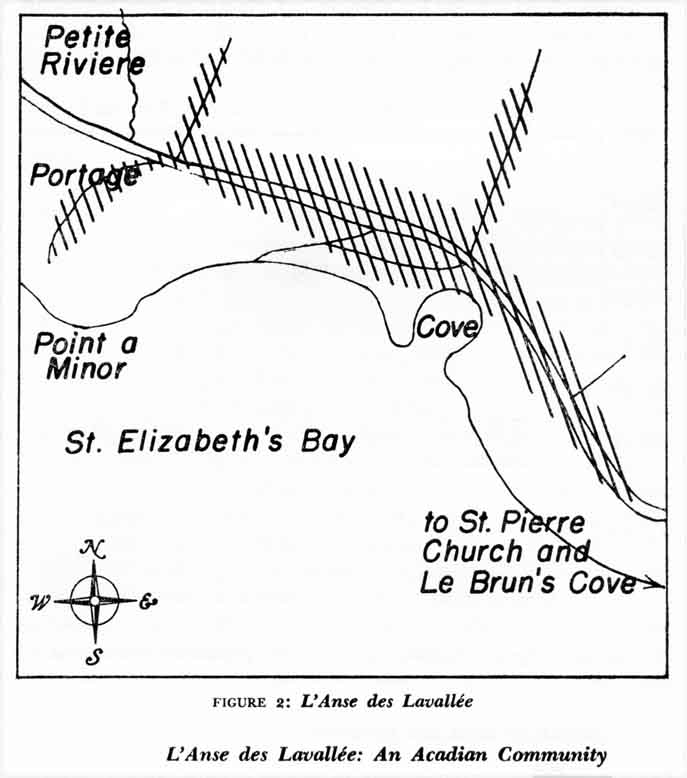 Petite
Riviere
Portage
Cove
Point a
Minor
St. Elizabeth's Bay
to St. Pierre
Church and
Le Brun's Cove
N
W E
S
FIGURE 2: L'Anse des Lavallée
L'Anse des Lavallée: An Acadian Community